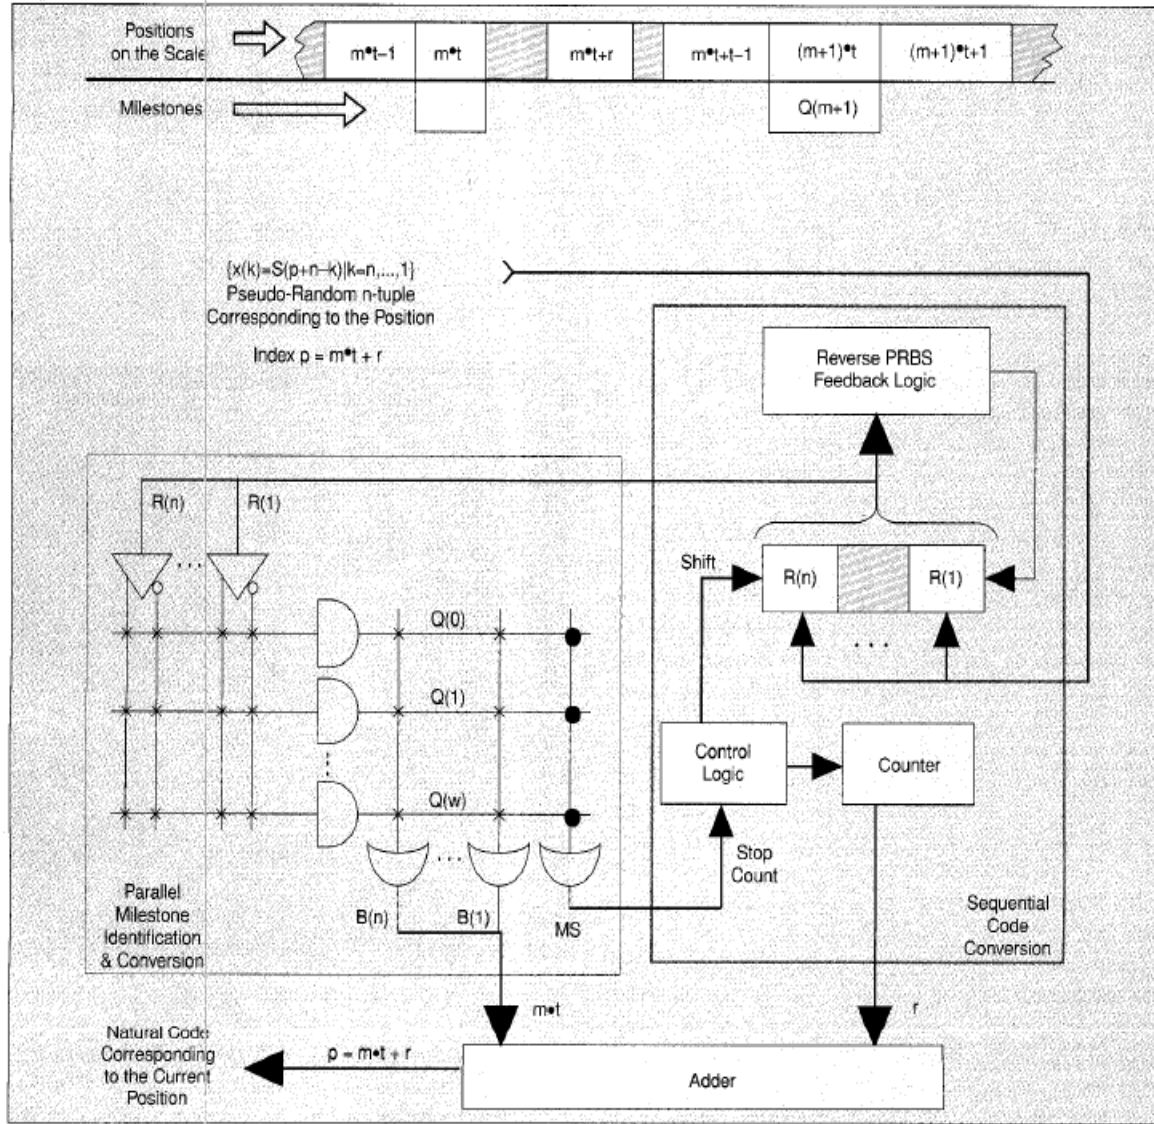 Positions
on the Scale
m•t−1
m•t
m•t+r
m•t+t-1
(m+1)•t
(m+1)•t+1
Milestones
Q(m+1)
{x(k)=S(p+n−k)|k=n,...,1}
Pseudo-Random n-tuple
Corresponding to the Position
Index p = m•t + r
Reverse PRBS
Feedback Logic
R(n)
R(1)
Shift
R(n)
R(1)
Q(0)
Q(1)
Q(w)
Control
Logic
Counter
Stop
Count
Parallel
Milestone
Identification
& Conversion
B(n)
B(1)
MS
Sequential
Code
Conversion
m•t
r
Natural Code
Corresponding
to the Current
Position
p = m•t + r
Adder